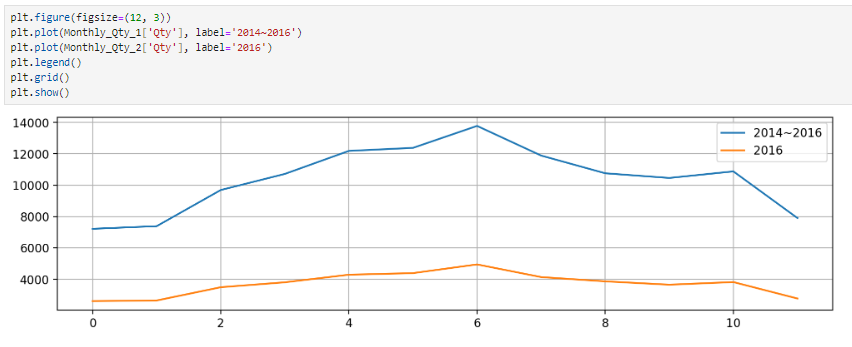 plt.figure(figsize=(12, 3))
plt.plot(Monthly_Qty_1['Qty'], label='2014~2016')
plt.plot(Monthly_Qty_2['Qty'], label='2016')
plt.legend()
plt.grid()
plt.show()
14000
12000
10000
8000
6000
4000
2014~2016
2016
0 2 4 6 8 10